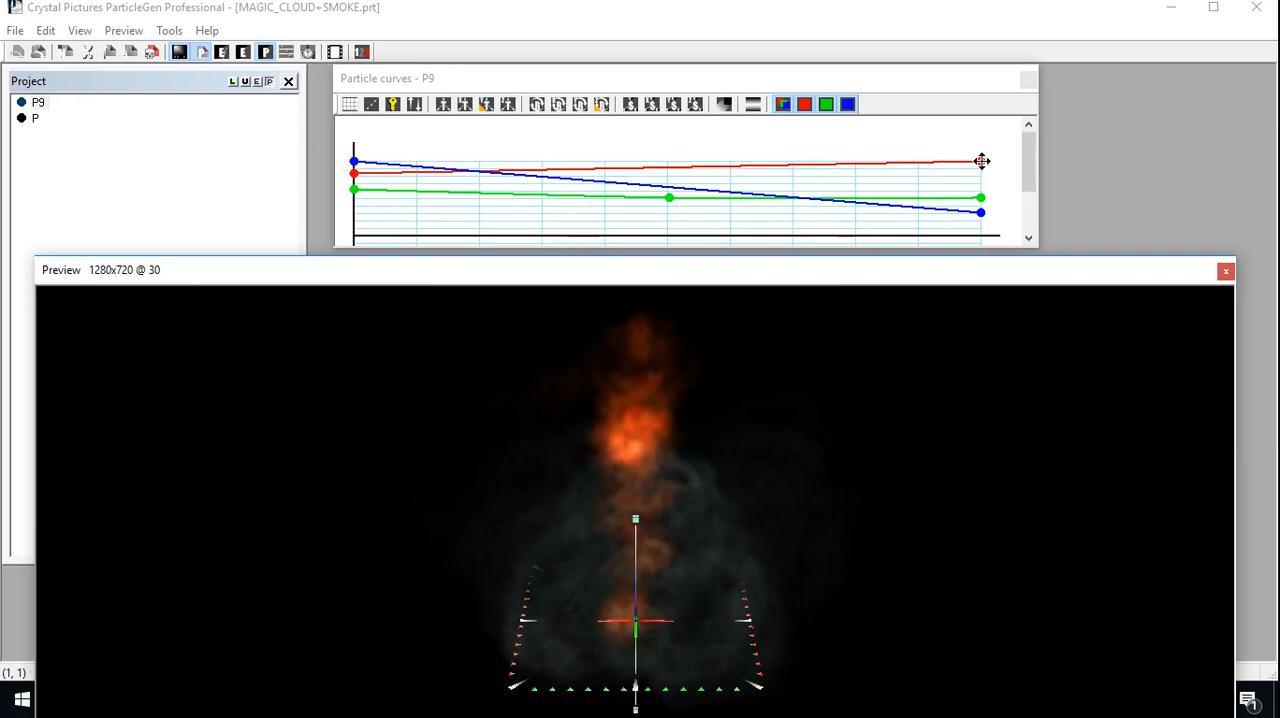 Crystal Pictures ParticleGen Professional - [MAGIC_CLOUD+SMOKE.prt]
File Edit View Preview Tools Help
Project
L U E P
Particle curves - P9
P9
P
Preview 1280x720 @ 30
(1, 1)
1